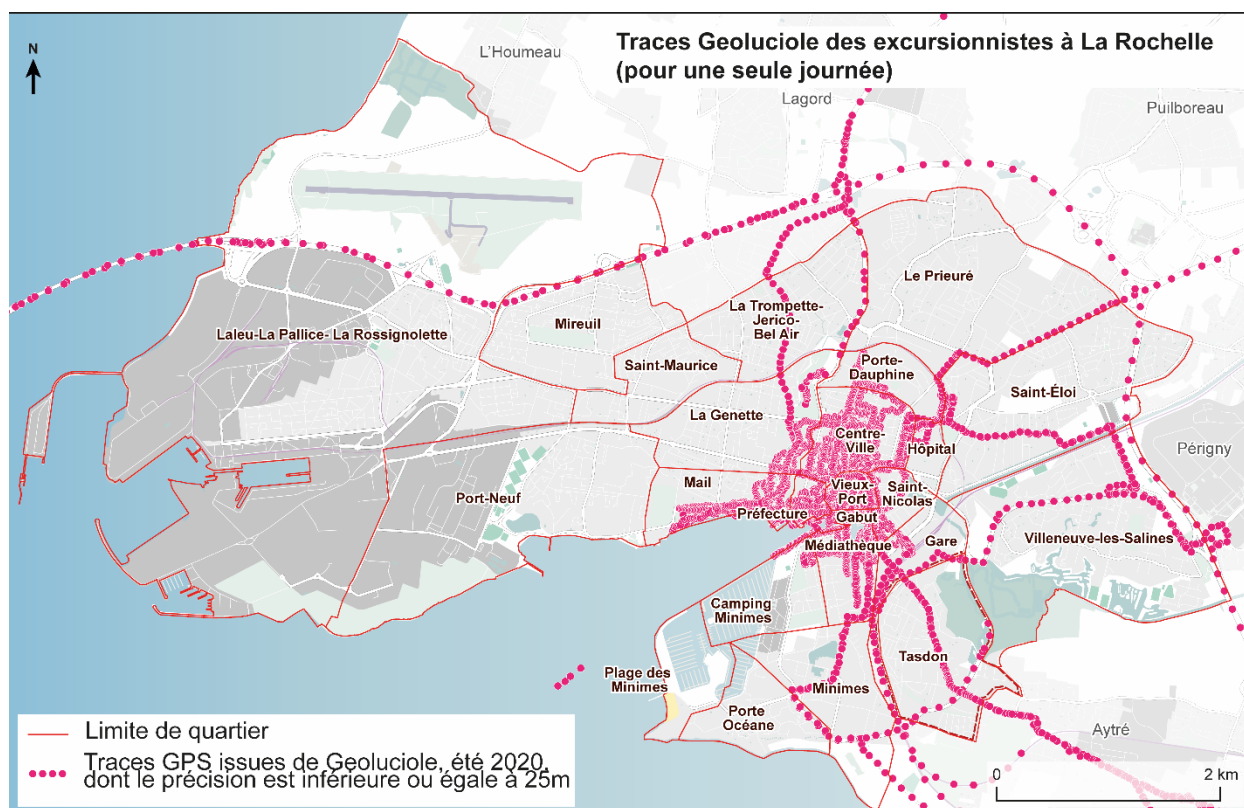 Traces Geoluciole des excursionnistes à La Rochelle
(pour une seule journée)
N
L'Houmeau
Lagord
Puilboreau
Le Prieuré
La Trompette-
Jerico-
Bel Air
Mireuil
Laleu-La Pallice- La Rossignolette
Saint-Maurice
Porte-
Dauphine
Saint-Éloi
La Genette
Centre-
Ville
Hôpital
Périgny
Mail
Vieux-
Port
Saint-
Nicolas
Port-Neuf
Préfecture
Gabut
Médiathèque
Gare
Villeneuve-les-Salines
Camping
Minimes
Tasdon
Plage des
Minimes
Minimes
Porte
Océane
Aytré
Limite de quartier
Traces GPS issues de Geoluciole, été 2020,
dont le précision est inférieure ou égale à 25m
0
2 km